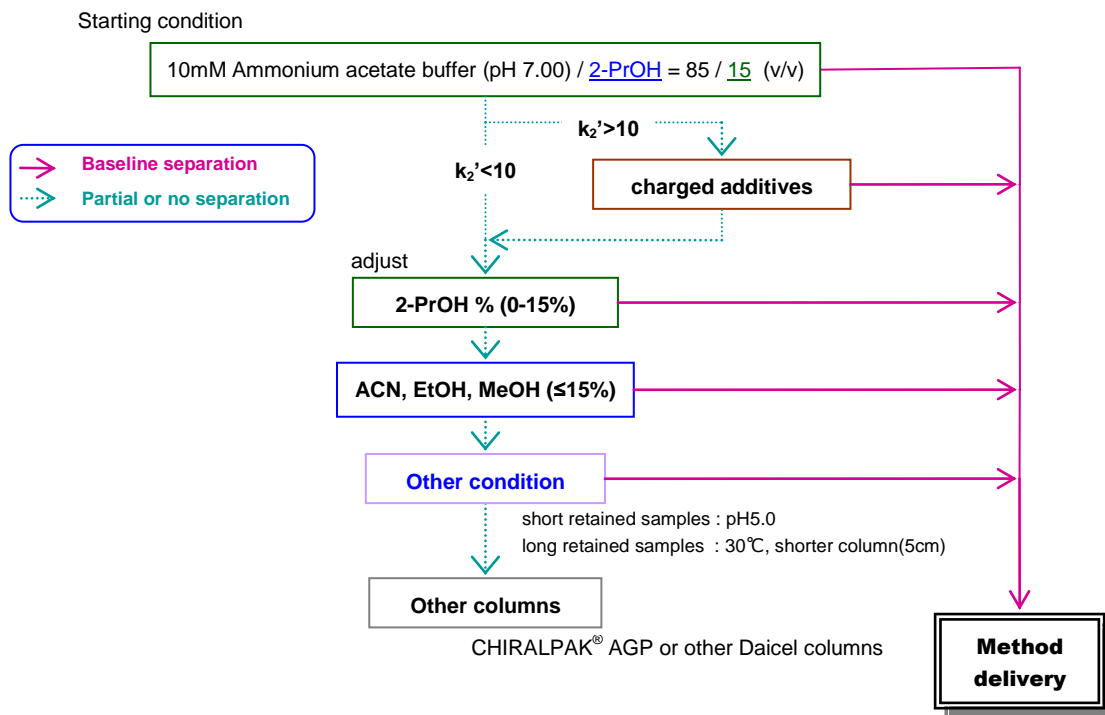 Starting condition
10mM Ammonium acetate buffer (pH 7.00) / 2-PrOH = 85 / 15 (v/v)
k₂'>10
Baseline separation
Partial or no separation
k₂'<10
charged additives
adjust
2-PrOH % (0-15%)
ACN, EtOH, MeOH (≤15%)
Other condition
short retained samples : pH5.0
long retained samples : 30℃, shorter column(5cm)
Other columns
CHIRALPAK® AGP or other Daicel columns
Method
delivery